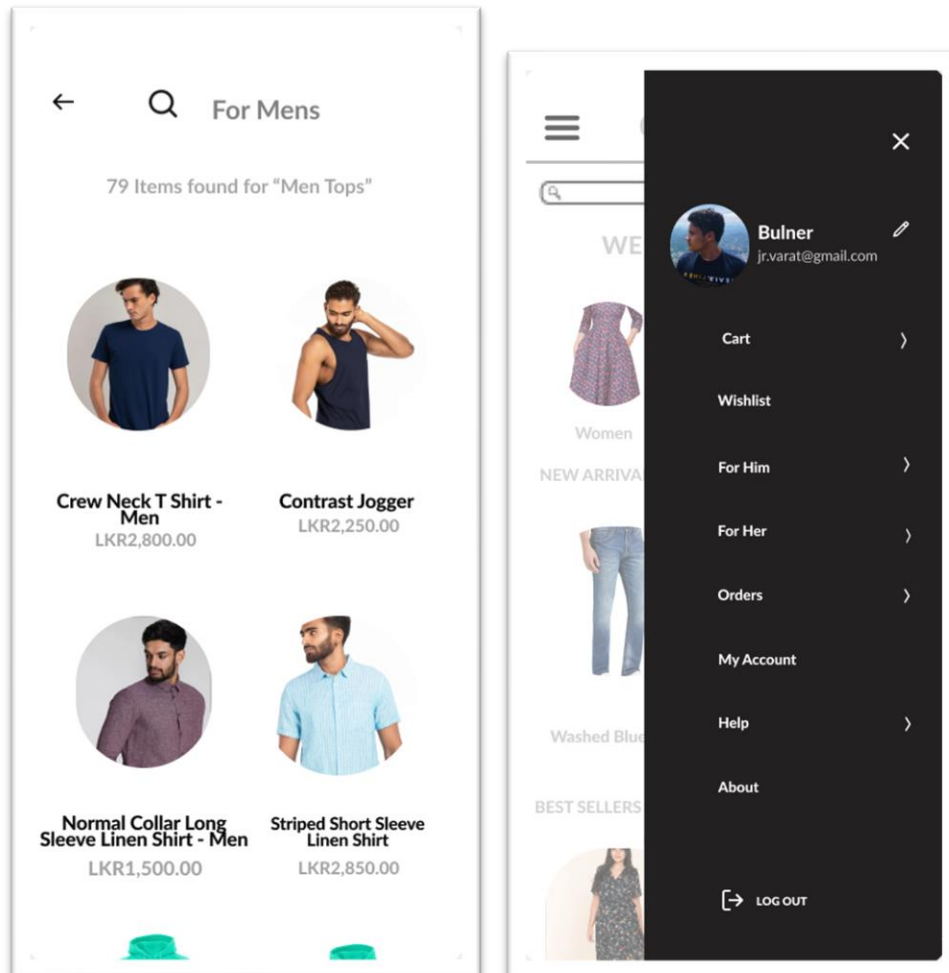 For Mens
79 Items found for “Men Tops”
Crew Neck T Shirt -
Men
LKR2,800.00
Contrast Jogger
LKR2,250.00
Normal Collar Long
Sleeve Linen Shirt - Men
LKR1,500.00
Striped Short Sleeve
Linen Shirt
LKR2,850.00
WE
Women
NEW ARRIVA
Washed Blue
BEST SELLERS
Bulner
jr.varat@gmail.com
Cart
Wishlist
For Him
For Her
Orders
My Account
Help
About
LOG OUT